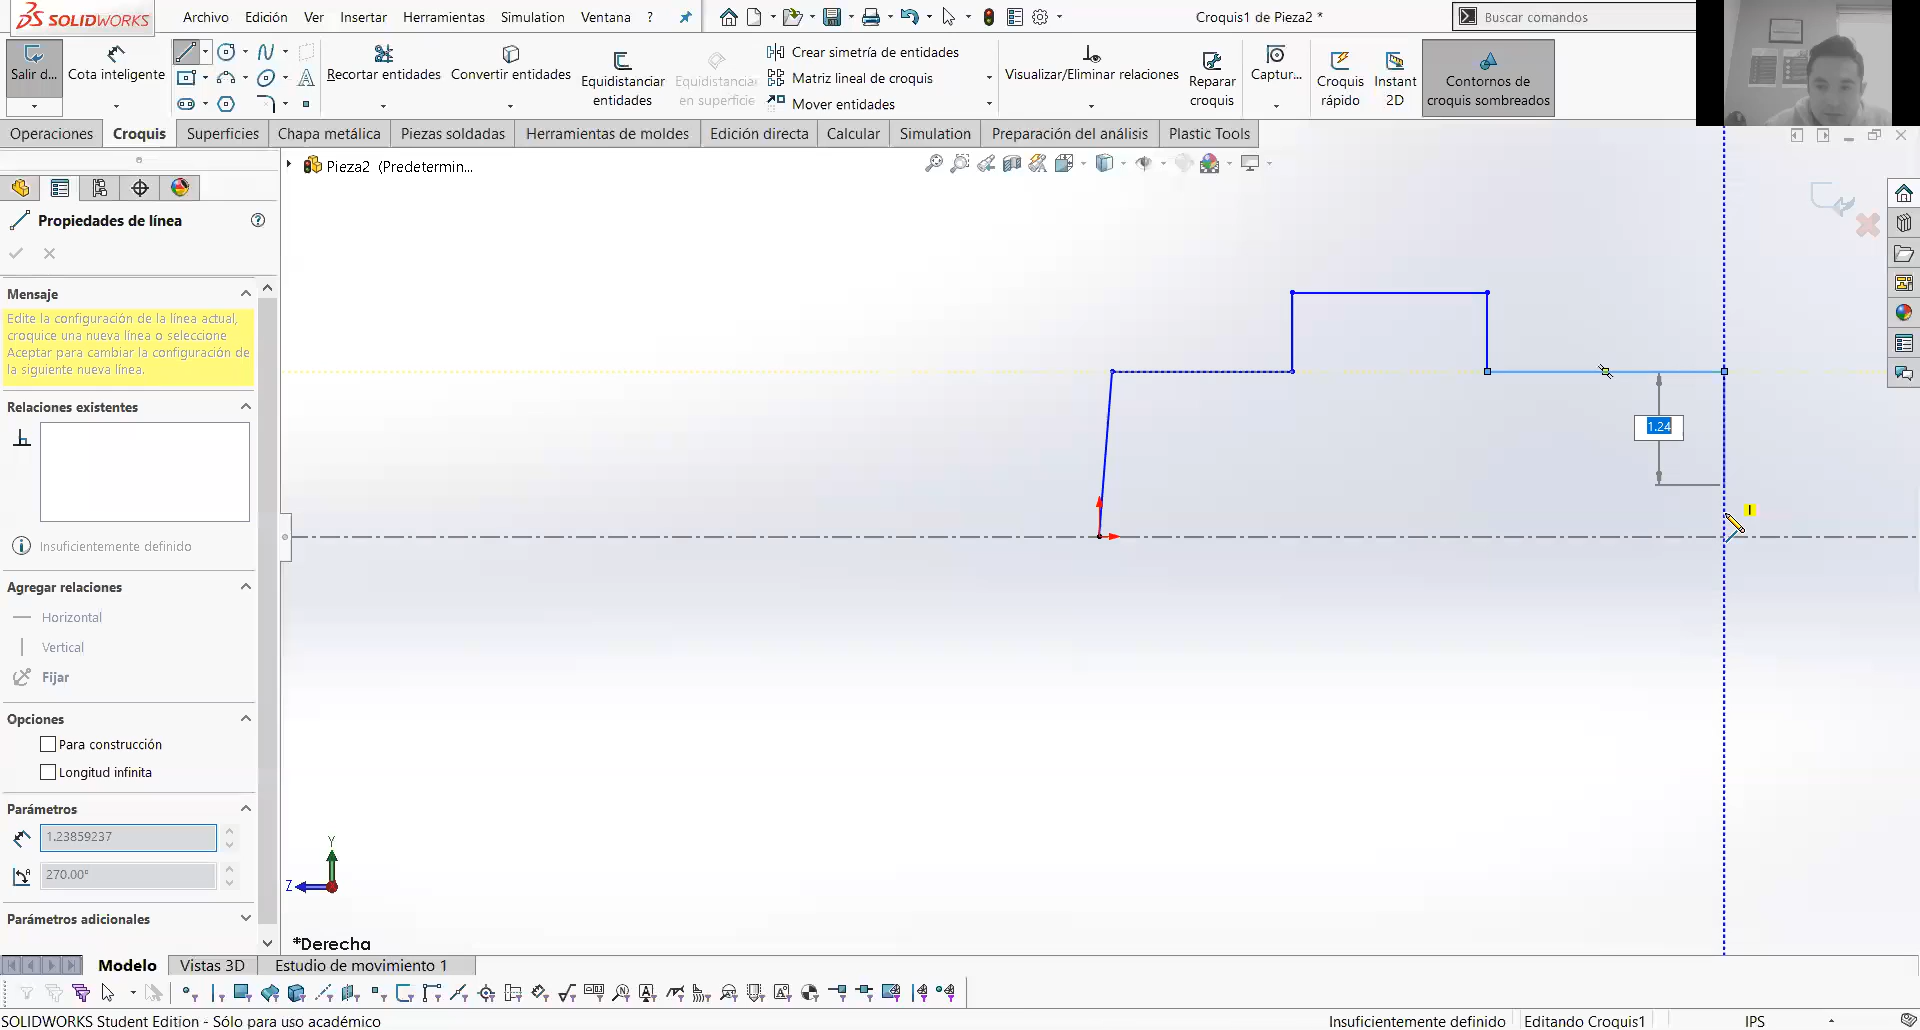 SOLIDWORKS
Archivo
Edición
Ver
Insertar
Herramientas
Simulation
Ventana
?
Croquis1 de Pieza2 *
Buscar comandos
Salir d...
Cota inteligente
Recortar entidades
Convertir entidades
Equidistanciar
entidades
Equidistanciar
en superficie
Crear simetría de entidades
Matriz lineal de croquis
Mover entidades
Visualizar/Eliminar relaciones
Reparar
croquis
Captur...
Croquis
rápido
Instant
2D
Contornos de
croquis sombreados
Operaciones
Croquis
Superficies
Chapa metálica
Piezas soldadas
Herramientas de moldes
Edición directa
Calcular
Simulation
Preparación del análisis
Plastic Tools
Pieza2 (Predetermin...
Propiedades de línea
Mensaje
Edite la configuración de la línea actual,
croquice una nueva línea o seleccione
Aceptar para cambiar la configuración de
la siguiente nueva línea.
Relaciones existentes
Insuficientemente definido
Agregar relaciones
Horizontal
Vertical
Fijar
Opciones
Para construcción
Longitud infinita
Parámetros
1.23859237
270.00°
Parámetros adicionales
1.24
Y
Z
*Derecha
Modelo
Vistas 3D
Estudio de movimiento 1
SOLIDWORKS Student Edition - Sólo para uso académico
Insuficientemente definido
Editando Croquis1
IPS